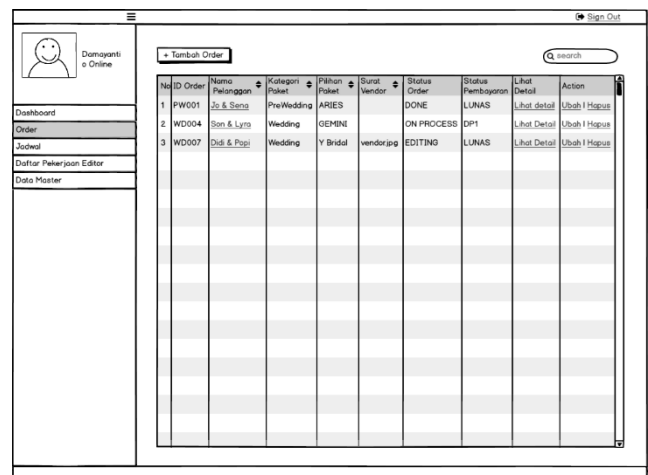 Sign Out
Damayanti
o Online
+ Tambah Order
search
Dashboard
Order
Jadwal
Daftar Pekerjaan Editor
Data Master
No ID Order Nama Pelanggan Kategori Paket Pilihan Paket Surat Vendor Status Order Status Pembayaran Lihat Detail Action
1 PW001 Jo & Sena PreWedding ARIES DONE LUNAS Lihat detail Ubah | Hapus
2 WD004 Son & Lyra Wedding GEMINI ON PROCESS DP1 Lihat Detail Ubah | Hapus
3 WD007 Didi & Popi Wedding Y Bridal vendor.jpg EDITING LUNAS Lihat Detail Ubah | Hapus